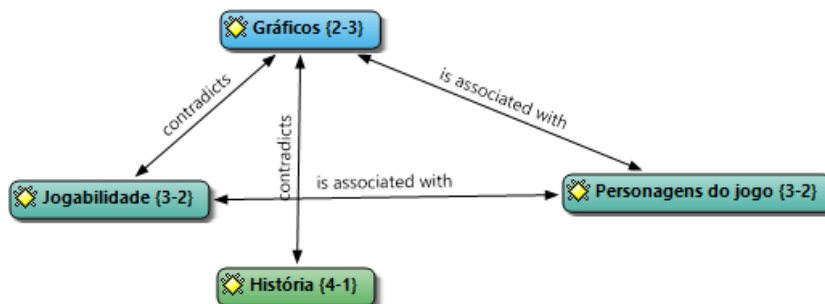 Gráficos {2-3}
contradicts
contradicts
is associated with
Jogabilidade {3-2}
is associated with
Personagens do jogo {3-2}
História {4-1}